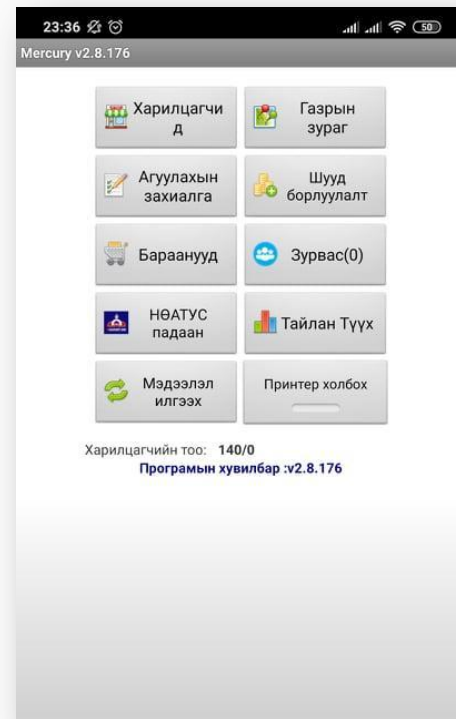 23:36 50
Mercury v2.8.176
Харилцагчи
д
Газрын
зураг
Агуулахын
захиалга
Шууд
борлуулалт
Бараанууд
Зурвас(0)
НӨАТУС
падаан
Тайлан Түүх
Мэдээлэл
илгээх
Принтер холбох
Харилцагчийн тоо: 140/0
Програмын хувилбар :v2.8.176